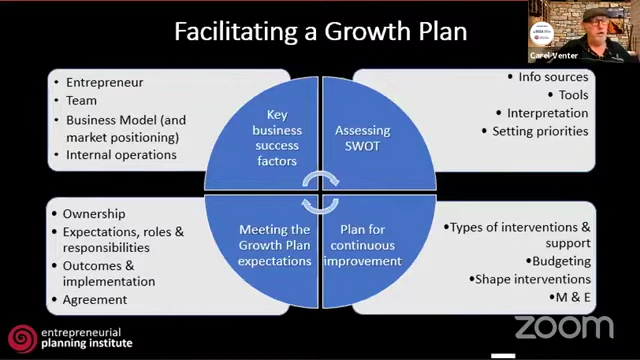 Facilitating a Growth Plan
Carel Venter
• Entrepreneur
• Team
• Business Model (and
market positioning)
• Internal operations
Key
business
success
factors
Assessing
SWOT
• Info sources
• Tools
• Interpretation
• Setting priorities
• Ownership
• Expectations, roles &
responsibilities
• Outcomes &
implementation
• Agreement
Meeting the
Growth Plan
expectations
Plan for
continuous
improvement
•Types of interventions &
support
•Budgeting
•Shape interventions
•M & E
entrepreneurial
planning institute
zoom